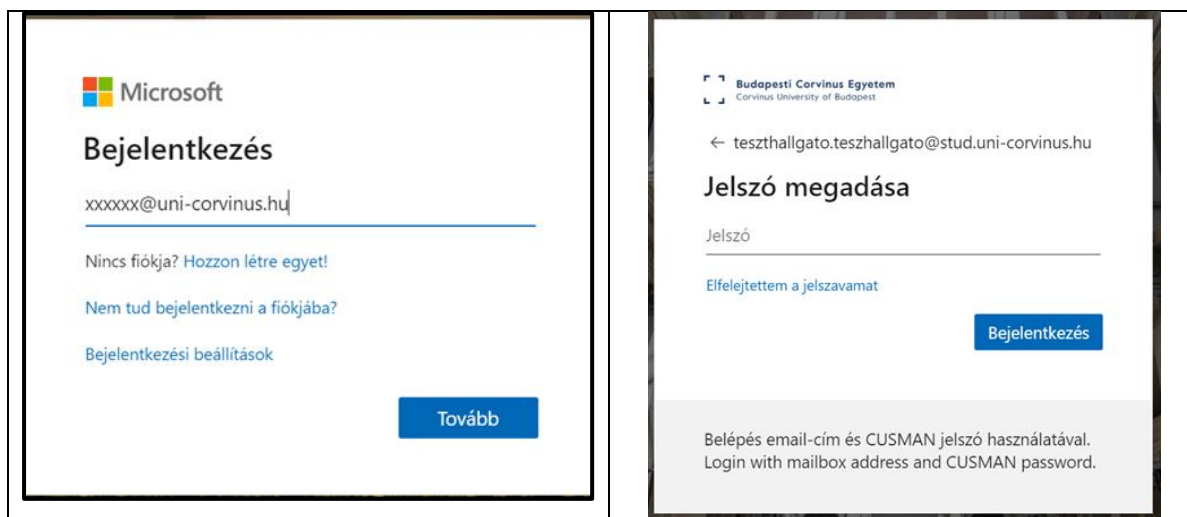 Microsoft
Bejelentkezés
xxxxxx@uni-corvinus.hu
Nincs fiókja? Hozzon létre egyet!
Nem tud bejelentkezni a fiókjába?
Bejelentkezési beállítások
Tovább
Budapesti Corvinus Egyetem
Corvinus University of Budapest
← teszthallgato.teszhallgato@stud.uni-corvinus.hu
Jelszó megadása
Jelszó
Elfelejtettem a jelszavamat
Bejelentkezés
Belépés email-cím és CUSMAN jelszó használatával.
Login with mailbox address and CUSMAN password.